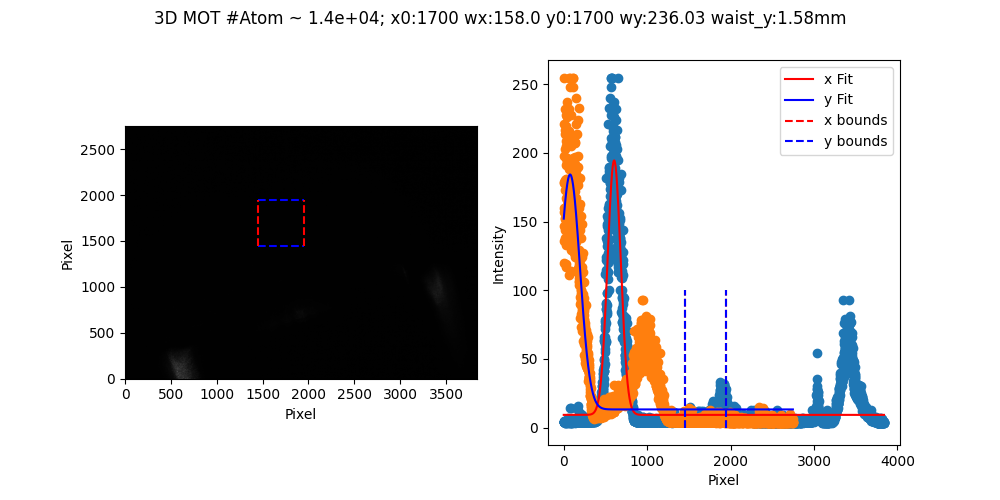 3D MOT #Atom ~ 1.4e+04; x0:1700 wx:158.0 y0:1700 wy:236.03 waist_y:1.58mm
Pixel
2500
2000
1500
1000
500
0
0 500 1000 1500 2000 2500 3000 3500
Pixel
Intensity
250
200
150
100
50
0
0 1000 2000 3000 4000
Pixel
x Fit
y Fit
x bounds
y bounds